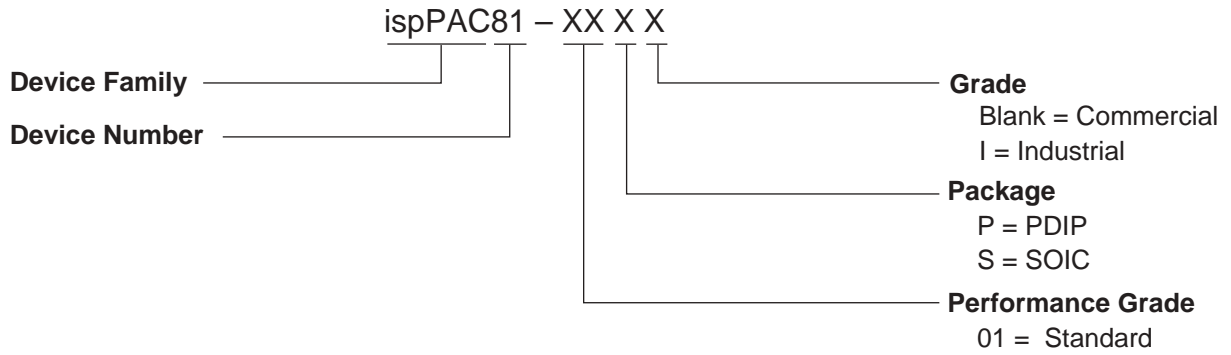 ispPAC81 – XX X X
Device Family
Device Number
Grade
Blank = Commercial
I = Industrial
Package
P = PDIP
S = SOIC
Performance Grade
01 = Standard